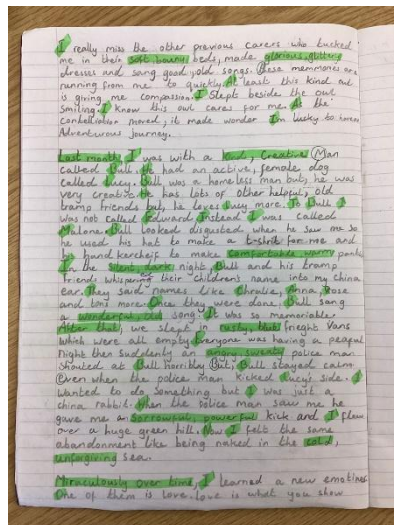 I really miss the other previous carers who tucked
me in their soft, bouncy beds, made glorious, glittery
dresses and sang good, old songs. These memmories are
running from me to quickly. At least this kind owl
is giving me compassion. I slept beside the owl
smiling. I know this owl cares for me. As the
constellation moved, it made wonder Im lucky to have
Adventurous journey.
Last month, I was with a kind, Creative Man
called Bull. He had an active, female dog
called Lucy. Bull was a homeless man but, he was
very creative. He has lots of other helpful, old
tramp friends but, he loves Lucy more. To Bull I
was not called Edward Instead I was called
Malone. Bull looked disgusted when he saw me so
he used his hat to make a t-shirt for me and
his hand kercheif to make comfortable warm pants
In the silent, dark night, Bull and his tramp
friends whispering their children's name into my china
ear. They said names like Christine, Anna, Rose
and tons more. Once they were done. Bull sang
a wonderful, old song. It was so memoriable.
After that, we slept in rusty, frieght Vans
which were all empty. Everyone was having a peaful
night then suddenly an angry, sweaty police man
shouted at Bull horribly But, Bull stayed calm
Even when the police man kicked Lucy's side. I
wanted to do something but I was just a
china rabbit. When the police man saw me he
gave me a sorrowful, powerful kick and I flew
over a huge green hill. Now I felt the same
abandonment like being naked in the cold,
unforgiving sea.
Miraculously over time, I learned a new emotines
One of them is love. Love is what you show